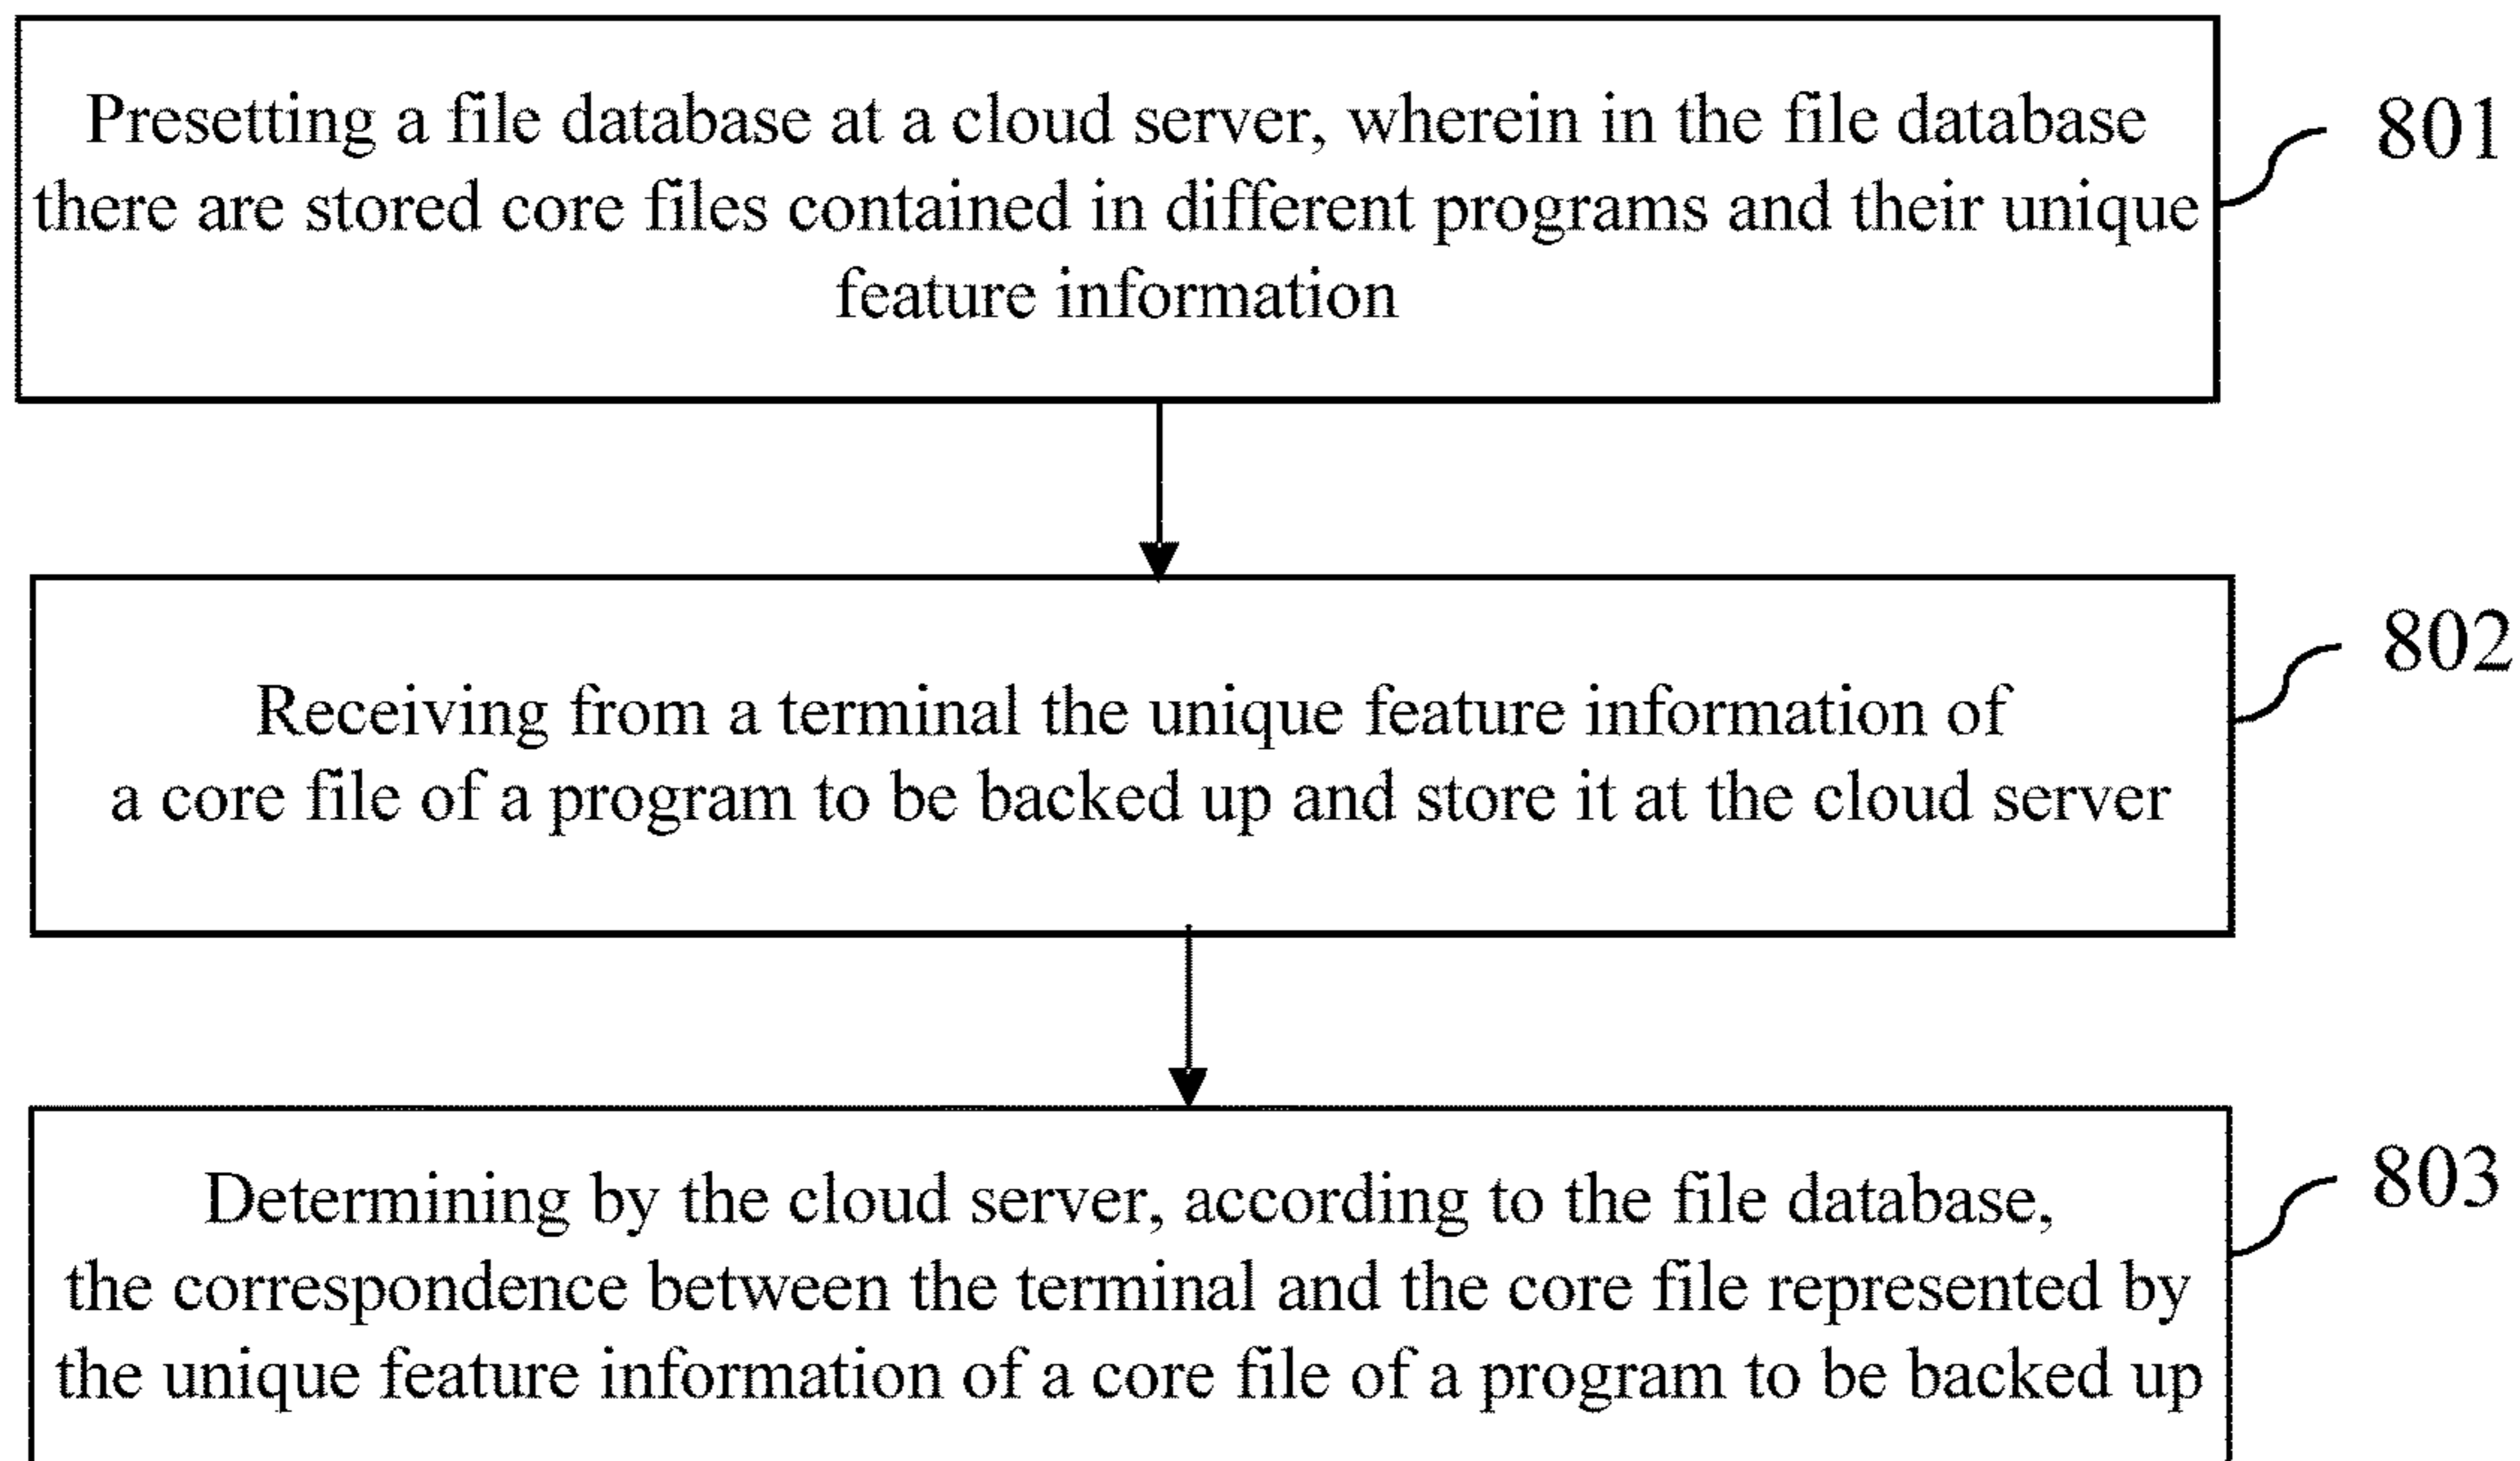 Presetting a file database at a cloud server, wherein in the file database
there are stored core files contained in different programs and their unique
feature information
801
Receiving from a terminal the unique feature information of
a core file of a program to be backed up and store it at the cloud server
802
Determining by the cloud server, according to the file database,
the correspondence between the terminal and the core file represented by
the unique feature information of a core file of a program to be backed up
803